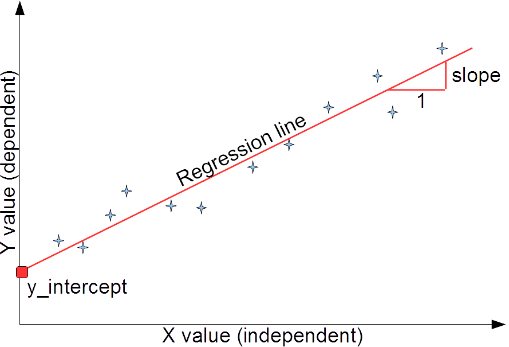 Y value (dependent)
Regression line
slope
1
y_intercept
X value (independent)